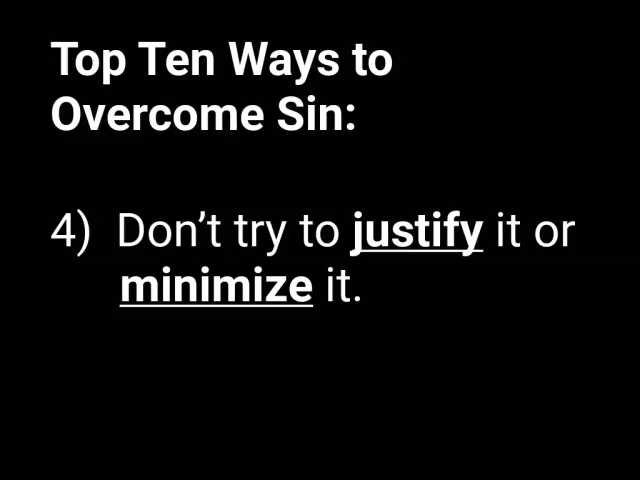 Top Ten Ways to
Overcome Sin:
4) Don’t try to justify it or
minimize it.